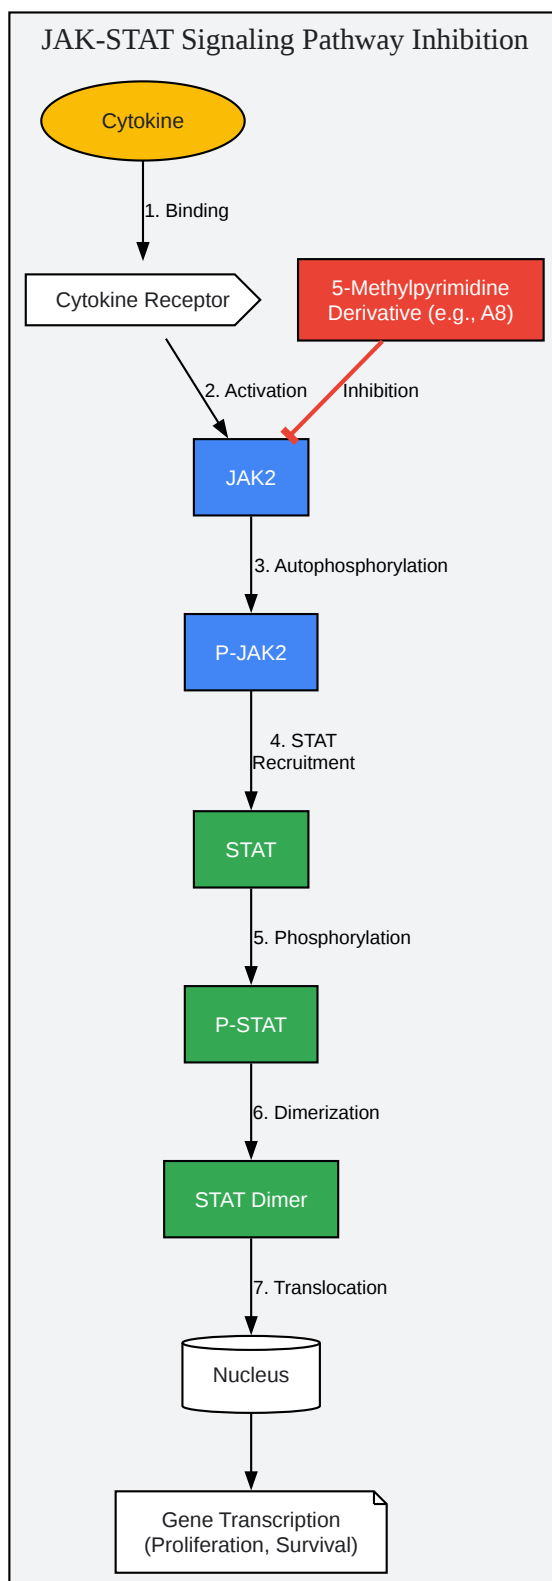 JAK-STAT Signaling Pathway Inhibition
Cytokine
1. Binding
Cytokine Receptor
5-Methylpyrimidine
Derivative (e.g., A8)
2. Activation
Inhibition
JAK2
3. Autophosphorylation
P-JAK2
4. STAT
Recruitment
STAT
5. Phosphorylation
P-STAT
6. Dimerization
STAT Dimer
7. Translocation
Nucleus
Gene Transcription
(Proliferation, Survival)